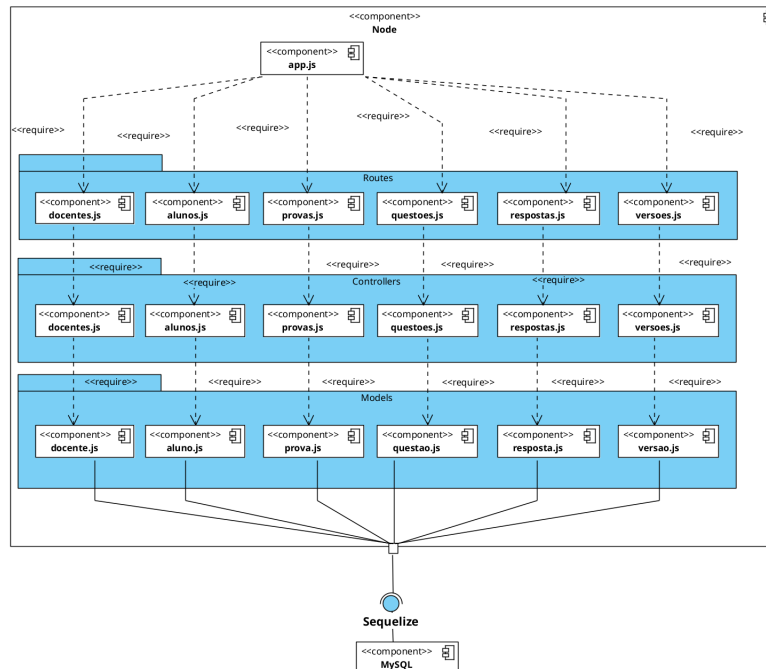 <<component>>
Node
<<component>>
app.js
<<require>> <<require>> <<require>> <<require>> <<require>> <<require>>
Routes
<<component>> <<component>> <<component>> <<component>> <<component>> <<component>>
docentes.js alunos.js provas.js questoes.js respostas.js versoes.js
<<require>> <<require>> <<require>> <<require>> <<require>> <<require>>
Controllers
<<component>> <<component>> <<component>> <<component>> <<component>> <<component>>
docentes.js alunos.js provas.js questoes.js respostas.js versoes.js
<<require>> <<require>> <<require>> <<require>> <<require>> <<require>>
Models
<<component>> <<component>> <<component>> <<component>> <<component>> <<component>>
docente.js aluno.js prova.js questao.js resposta.js versao.js
Sequelize
<<component>>
MySQL